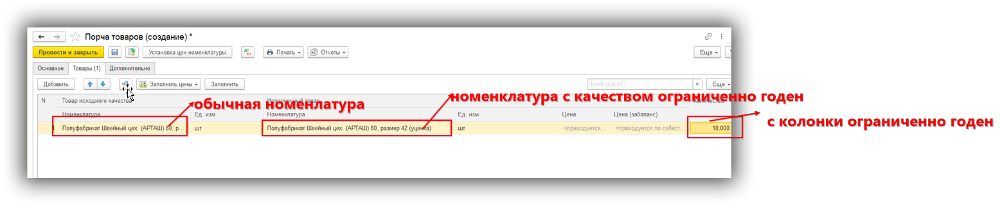 Порча товаров (создание) *
Провести и закрыть Установка цен номенклатуры Дт Кт Печать Отчеты Еще ?
Основное Товары (1) Дополнительно
Добавить Заполнить цены Заполнить Поиск (Ctrl+F) × Еще
N Товар исходного качества Испорченный товар Количество
обычная номенлатура номенклатура с качеством ограниченно годен
Номенклатура Ед. изм. Номенклатура Ед. изм. Цена Цена (забаланс)
с колонки ограниченно годен
Полуфабрикат Швейный цех (АРТАШ) 80, р... шт Полуфабрикат Швейный цех (АРТАШ) 80, размер 42 (уценка) шт <приходуется... <приходуется по себест... 10,000